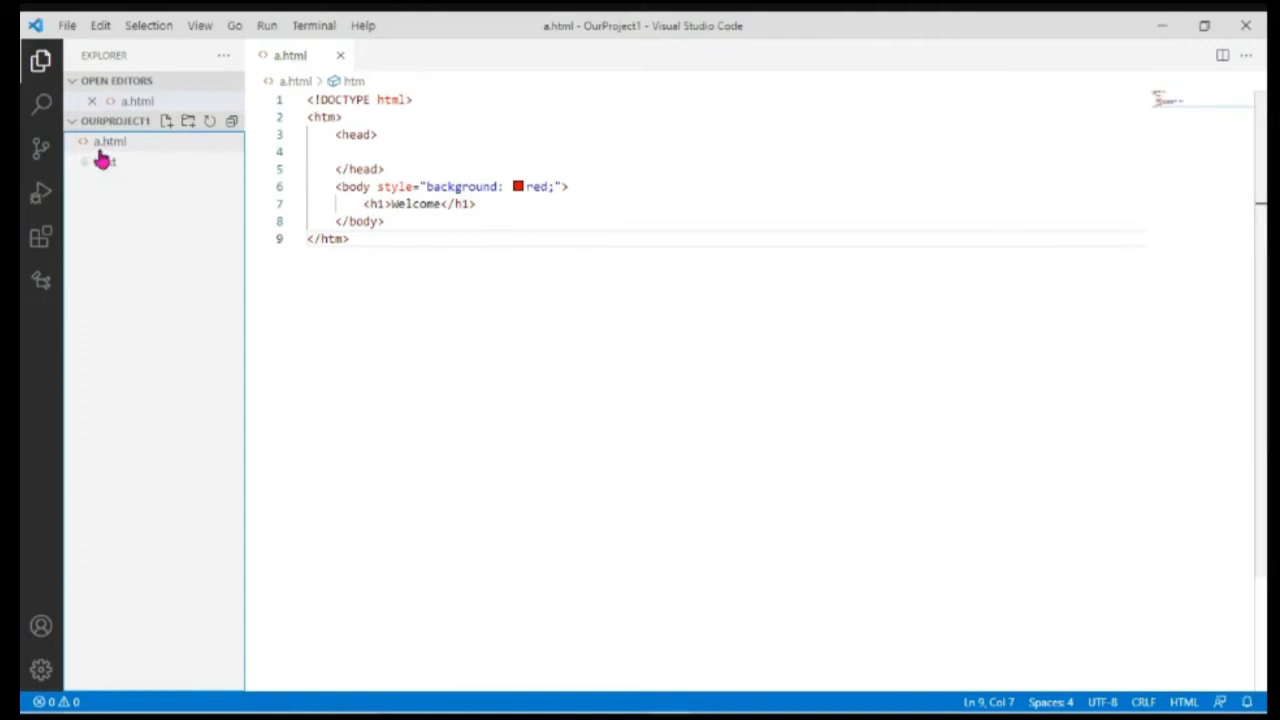 File Edit Selection View Go Run Terminal Help
a.html - OurProject1 - Visual Studio Code
EXPLORER
a.html
OPEN EDITORS
a.html > htm
a.html
OURPROJECT1
a.html
1 <!DOCTYPE html>
2 <htm>
3 <head>
4
5 </head>
6 <body style="background: red;">
7 <h1>Welcome</h1>
8 </body>
9 </htm>
0 0
Ln 9, Col 7 Spaces: 4 UTF-8 CRLF HTML